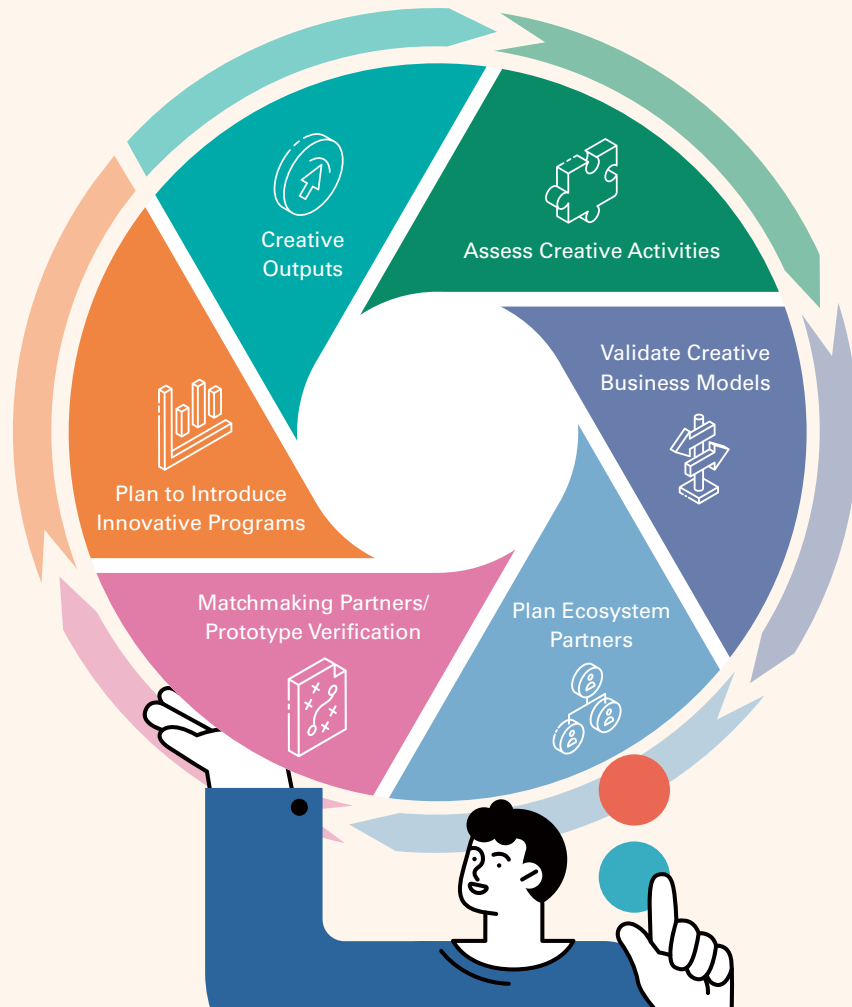 Creative
Outputs
Assess Creative Activities
Validate Creative
Business Models
Plan Ecosystem
Partners
Matchmaking Partners/
Prototype Verification
Plan to Introduce
Innovative Programs